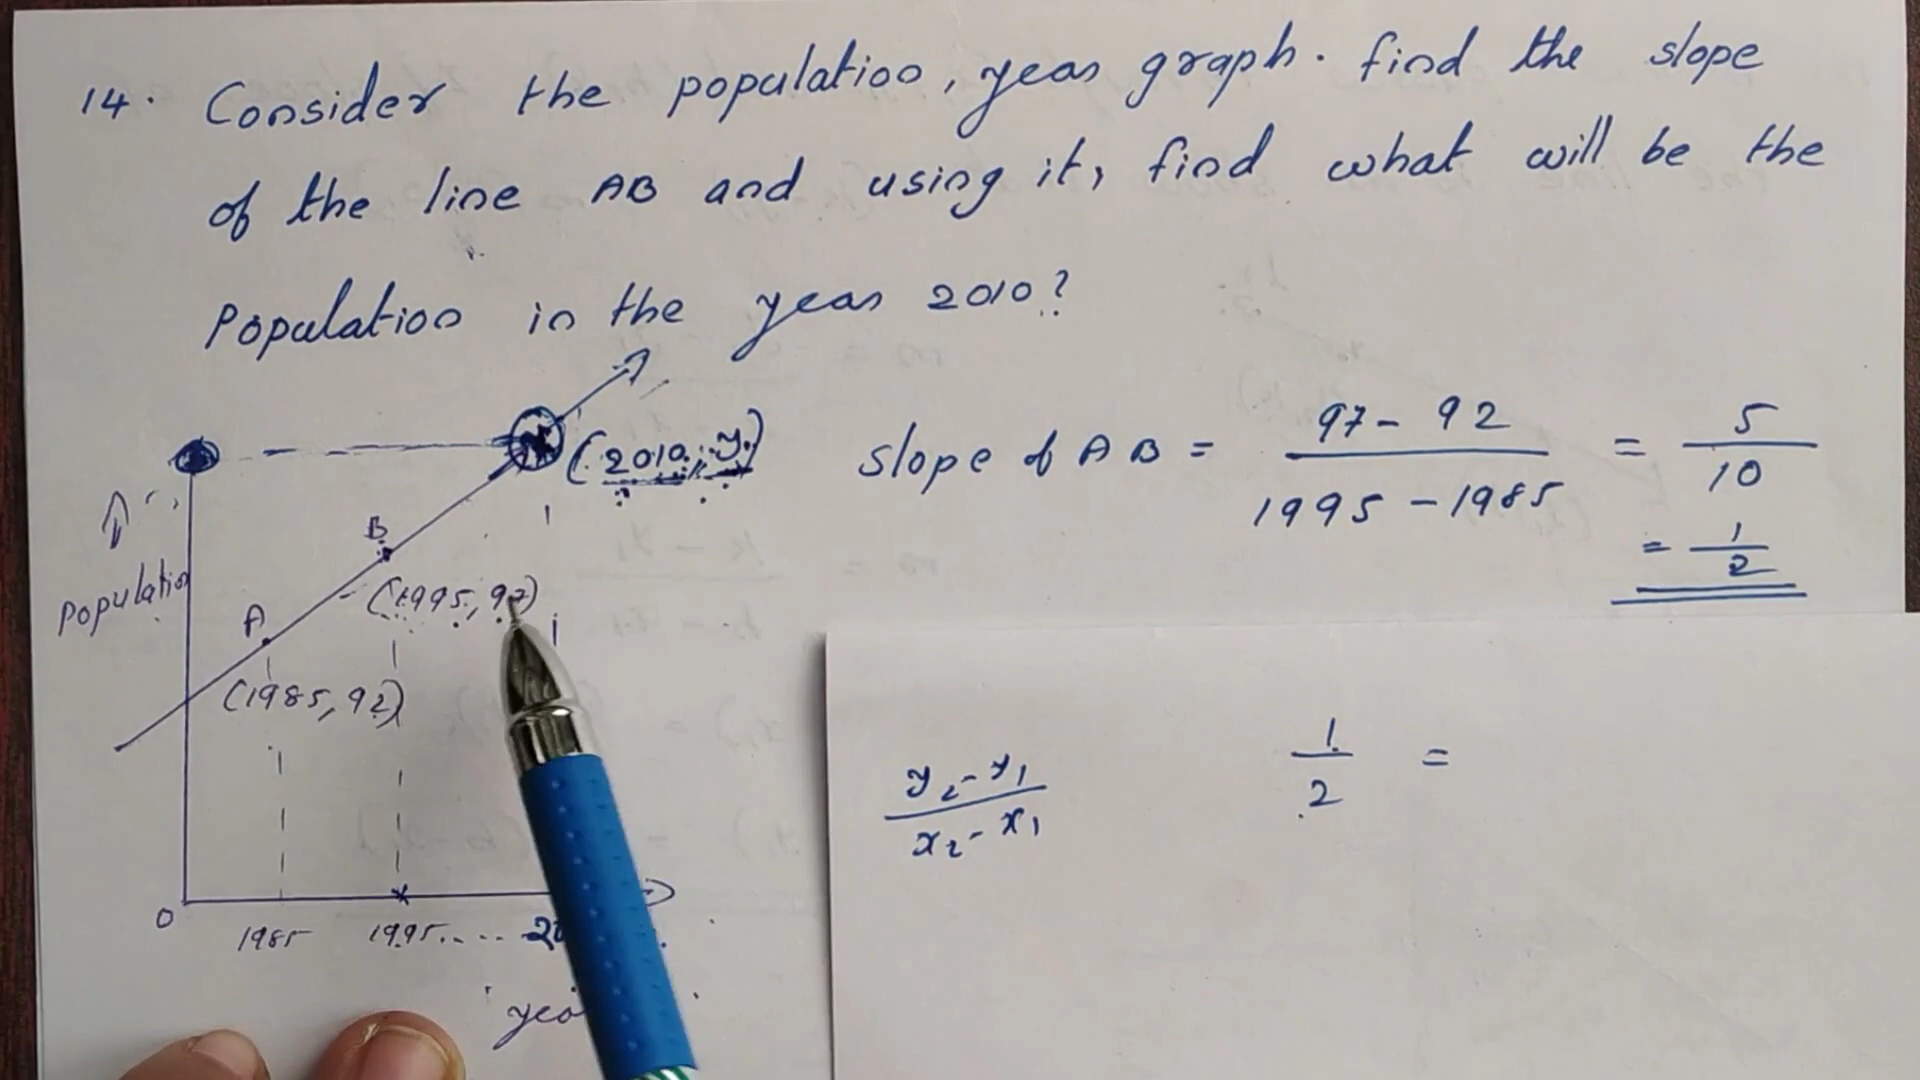 14. Consider the population, year graph. find the slope
of the line AB and using it, find what will be the
Population in the year 2010?
(2010, y)
slope of AB = 97 - 92 / 1995 - 1985 = 5 / 10
= 1 / 2
B
(1995, 97)
Population
A
(1985, 92)
y2 - y1 / x2 - x1
1 / 2 =
0
1985 1995....